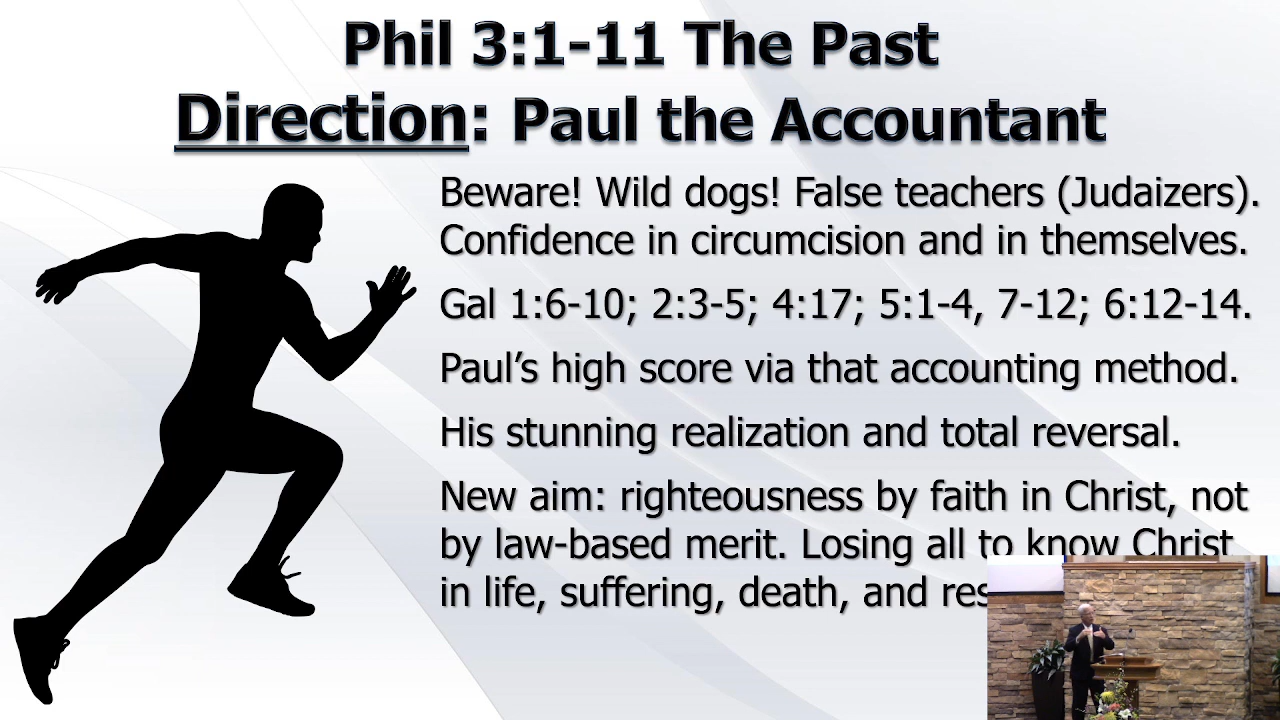 Phil 3:1-11 The Past
Direction: Paul the Accountant
Beware! Wild dogs! False teachers (Judaizers).
Confidence in circumcision and in themselves.
Gal 1:6-10; 2:3-5; 4:17; 5:1-4, 7-12; 6:12-14.
Paul’s high score via that accounting method.
His stunning realization and total reversal.
New aim: righteousness by faith in Christ, not
by law-based merit. Losing all to know Christ
in life, suffering, death, and